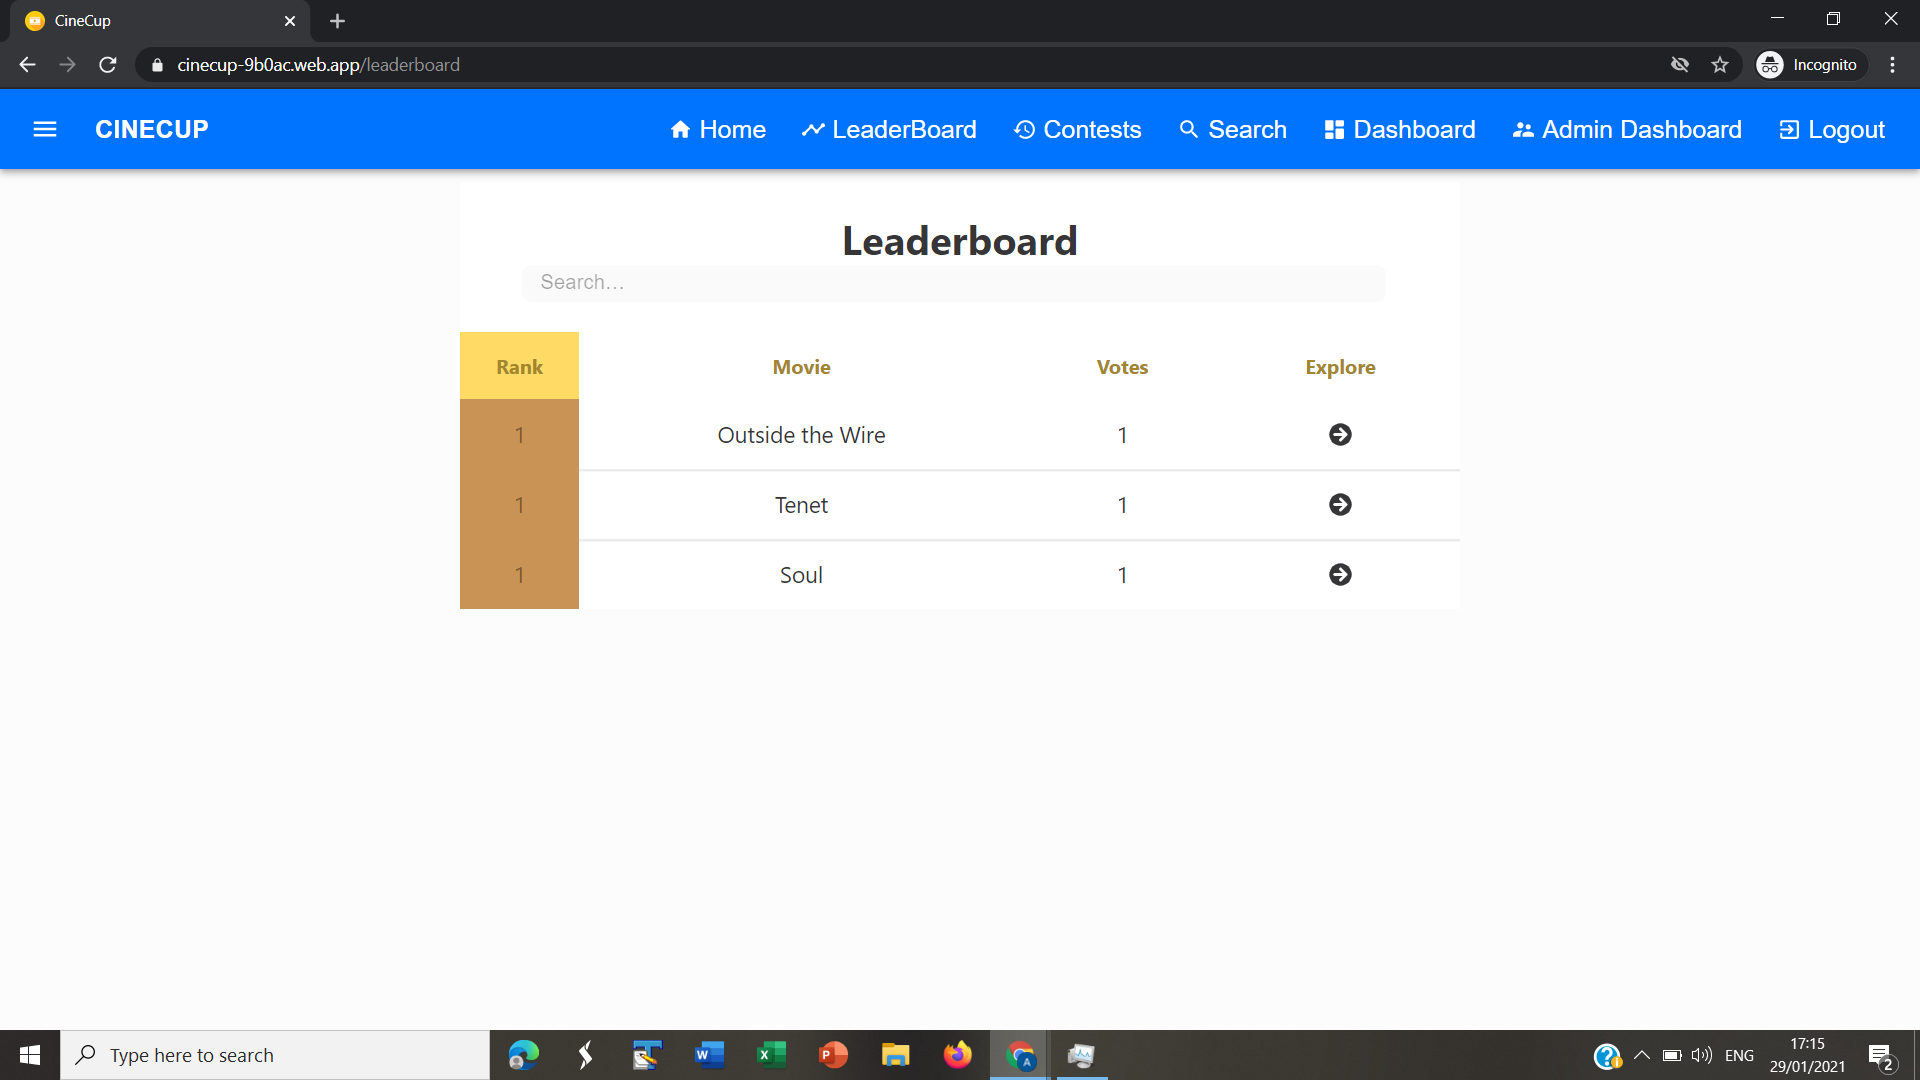 CineCup
cinecup-9b0ac.web.app/leaderboard
Incognito
CINECUP
Home
LeaderBoard
Contests
Search
Dashboard
Admin Dashboard
Logout
Leaderboard
Search...
Rank Movie Votes Explore
1 Outside the Wire 1
1 Tenet 1
1 Soul 1
Type here to search
W
X
P
A
ENG
17:15
29/01/2021
2